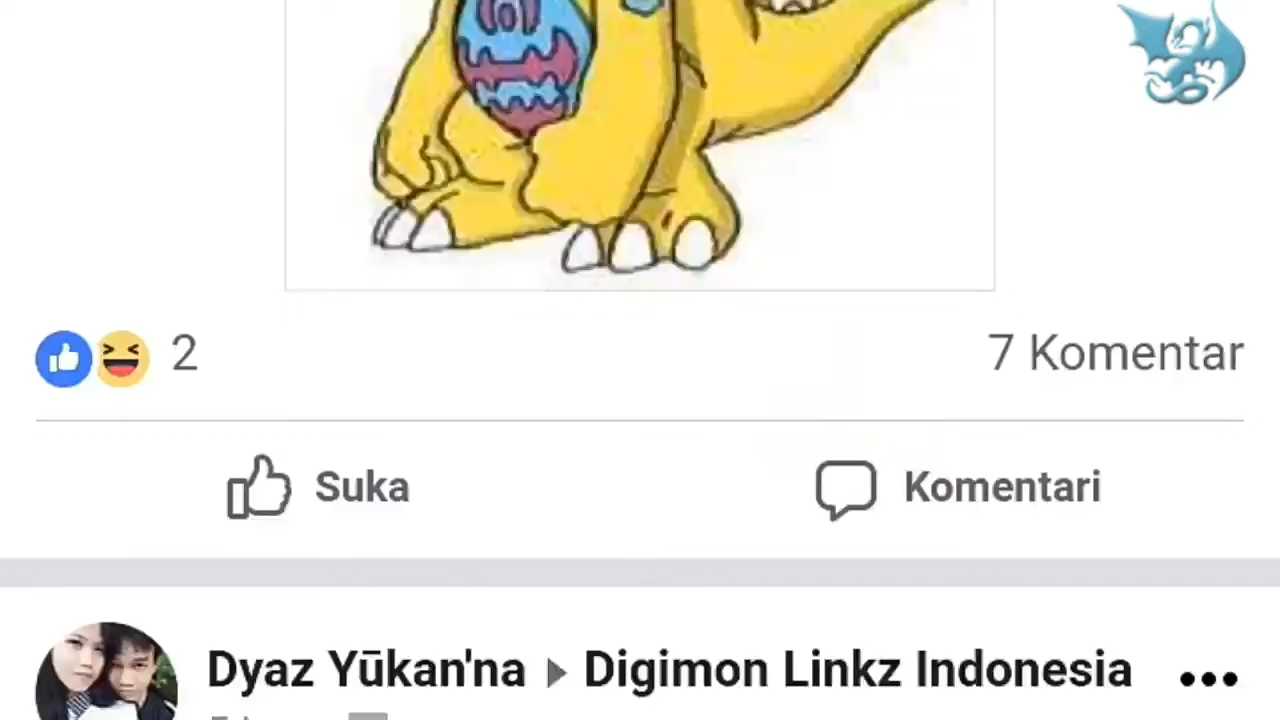 2
7 Komentar
Suka
Komentari
Dyaz Yūkan'na ▸ Digimon Linkz Indonesia